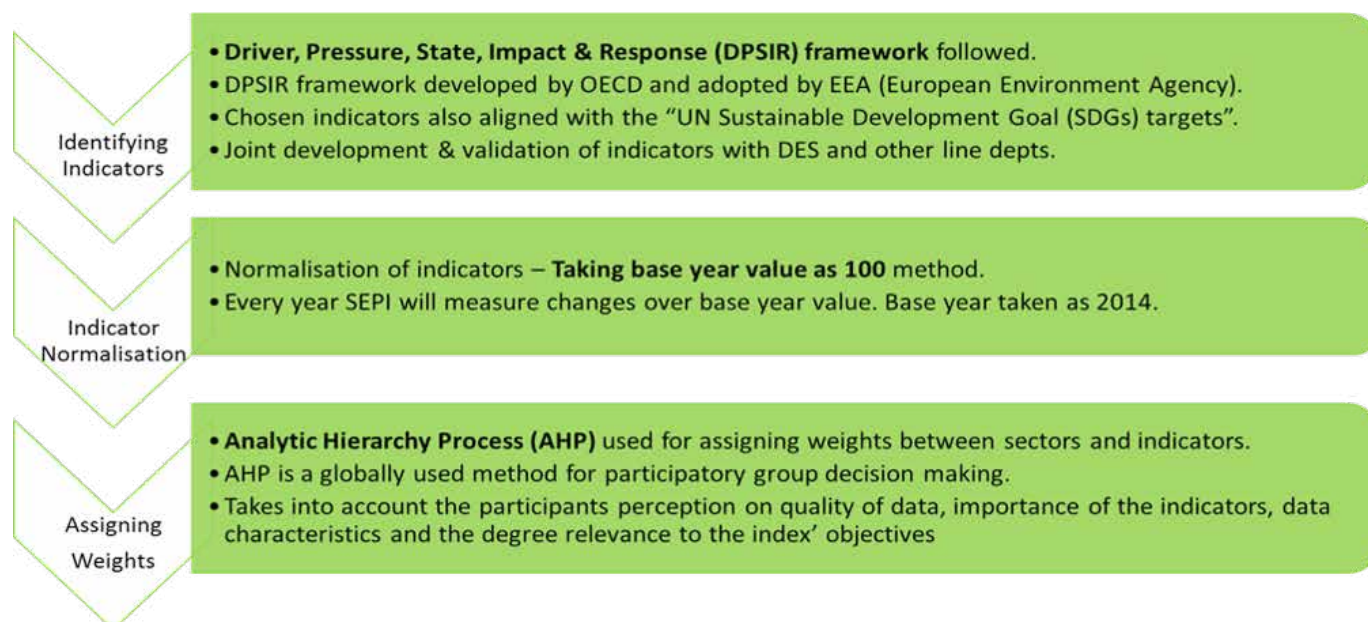 Identifying
Indicators
• Driver, Pressure, State, Impact & Response (DPSIR) framework followed.
• DPSIR framework developed by OECD and adopted by EEA (European Environment Agency).
• Chosen indicators also aligned with the “UN Sustainable Development Goal (SDGs) targets”.
• Joint development & validation of indicators with DES and other line depts.
Indicator
Normalisation
• Normalisation of indicators – Taking base year value as 100 method.
• Every year SEPI will measure changes over base year value. Base year taken as 2014.
Assigning
Weights
• Analytic Hierarchy Process (AHP) used for assigning weights between sectors and indicators.
• AHP is a globally used method for participatory group decision making.
• Takes into account the participants perception on quality of data, importance of the indicators, data
characteristics and the degree relevance to the index’ objectives